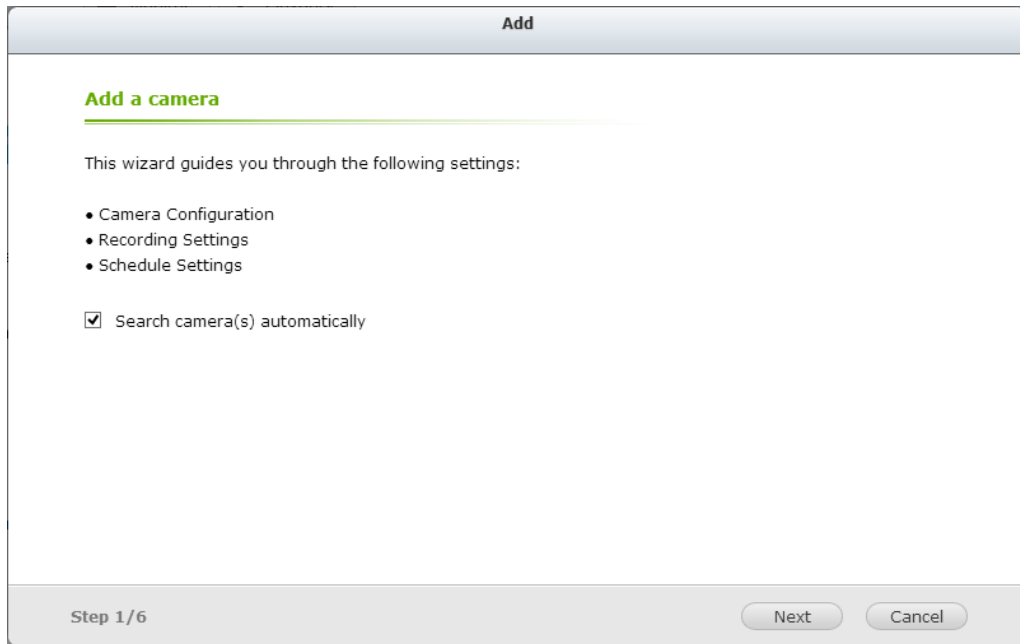 Add
Add a camera
This wizard guides you through the following settings:
• Camera Configuration
• Recording Settings
• Schedule Settings
Search camera(s) automatically
Step 1/6
Next
Cancel